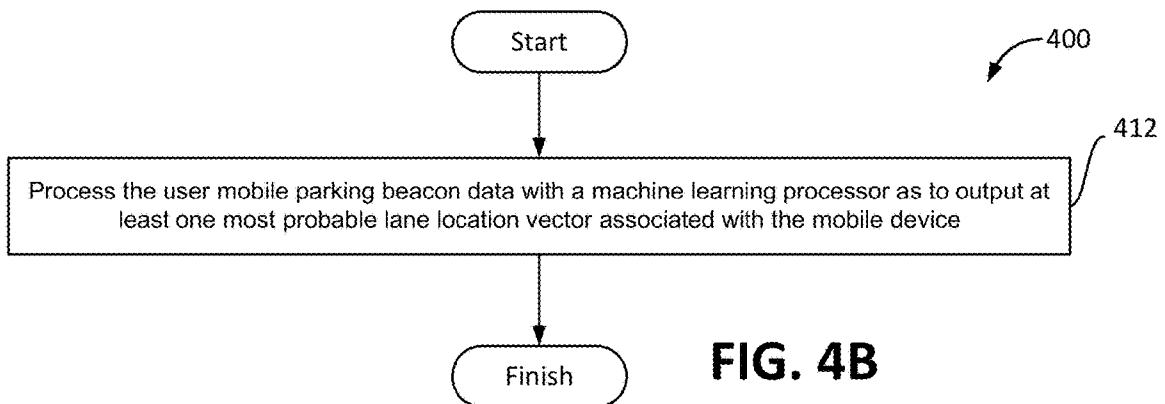 Start
400
412
Process the user mobile parking beacon data with a machine learning processor as to output at
least one most probable lane location vector associated with the mobile device
Finish
FIG. 4B